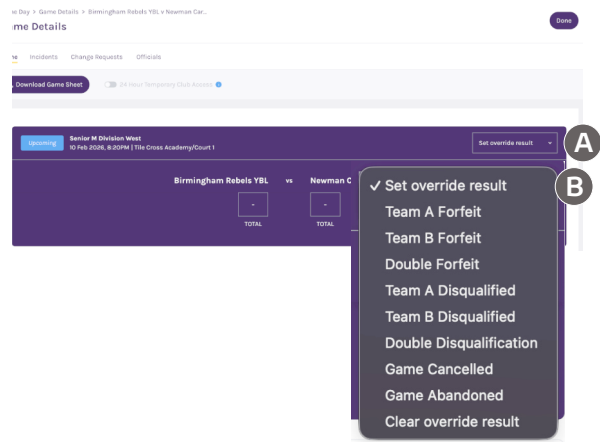 Day > Game Details > Birmingham Rebels YBL v Newman Car...
Details
Done
Incidents Change Requests Officials
Download Game Sheet 24 Hour Temporary Club Access
Upcoming
Senior M Division West
10 Feb 2026, 8:20PM | Tile Cross Academy/Court 1
Set override result
A
Birmingham Rebels YBL vs Newman C
- -
TOTAL TOTAL
B
✓ Set override result
Team A Forfeit
Team B Forfeit
Double Forfeit
Team A Disqualified
Team B Disqualified
Double Disqualification
Game Cancelled
Game Abandoned
Clear override result